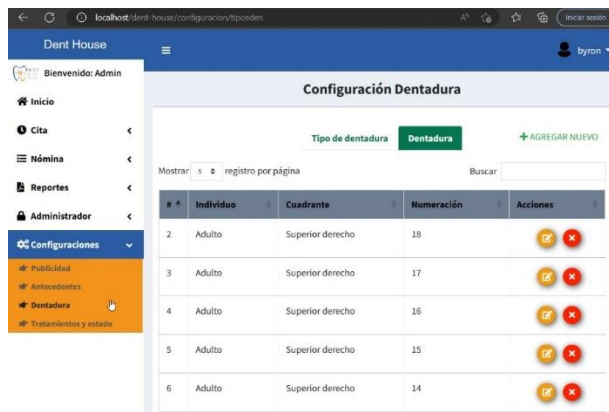 localhost/dent-house/configuracion/tiposden
Iniciar sesión
Dent House
byron
Bienvenido: Admin
Configuración Dentadura
Inicio
Cita
Tipo de dentadura Dentadura + AGREGAR NUEVO
Nómina
Mostrar 5 registro por página Buscar
Reportes
Administrador
# Individuo Cuadrante Numeración Acciones
Configuraciones
2 Adulto Superior derecho 18
Publicidad
3 Adulto Superior derecho 17
Antecedentes
Dentadura
4 Adulto Superior derecho 16
Tratamientos y estado
5 Adulto Superior derecho 15
6 Adulto Superior derecho 14